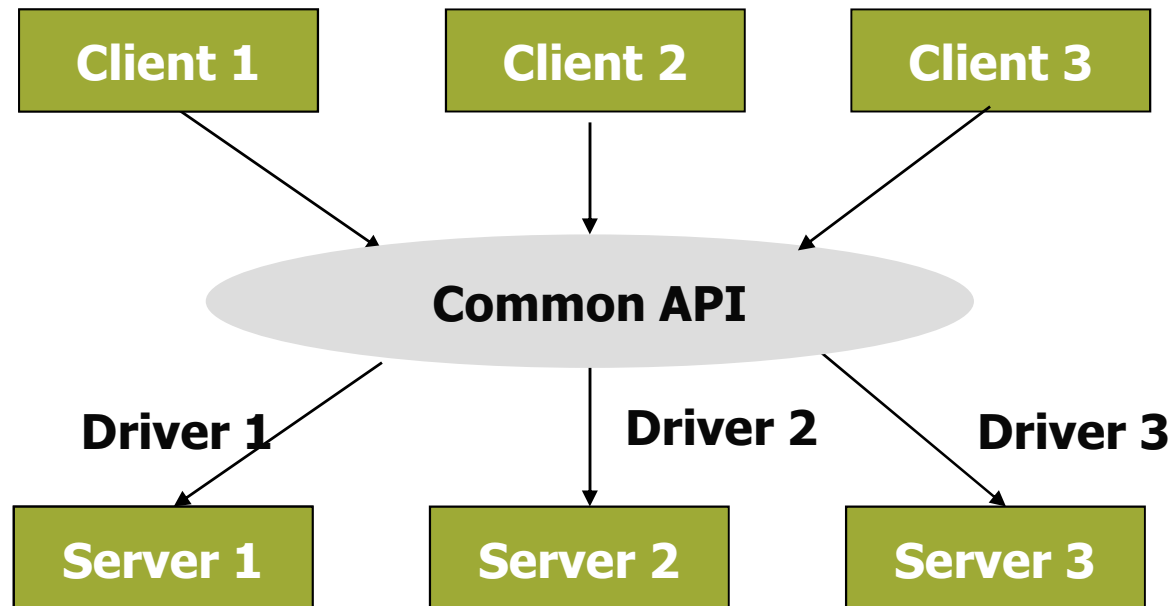 Client 1
Client 2
Client 3
Common API
Driver 1
Driver 2
Driver 3
Server 1
Server 2
Server 3